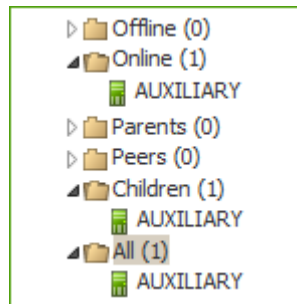 Offline (0)
Online (1)
AUXILIARY
Parents (0)
Peers (0)
Children (1)
AUXILIARY
All (1)
AUXILIARY